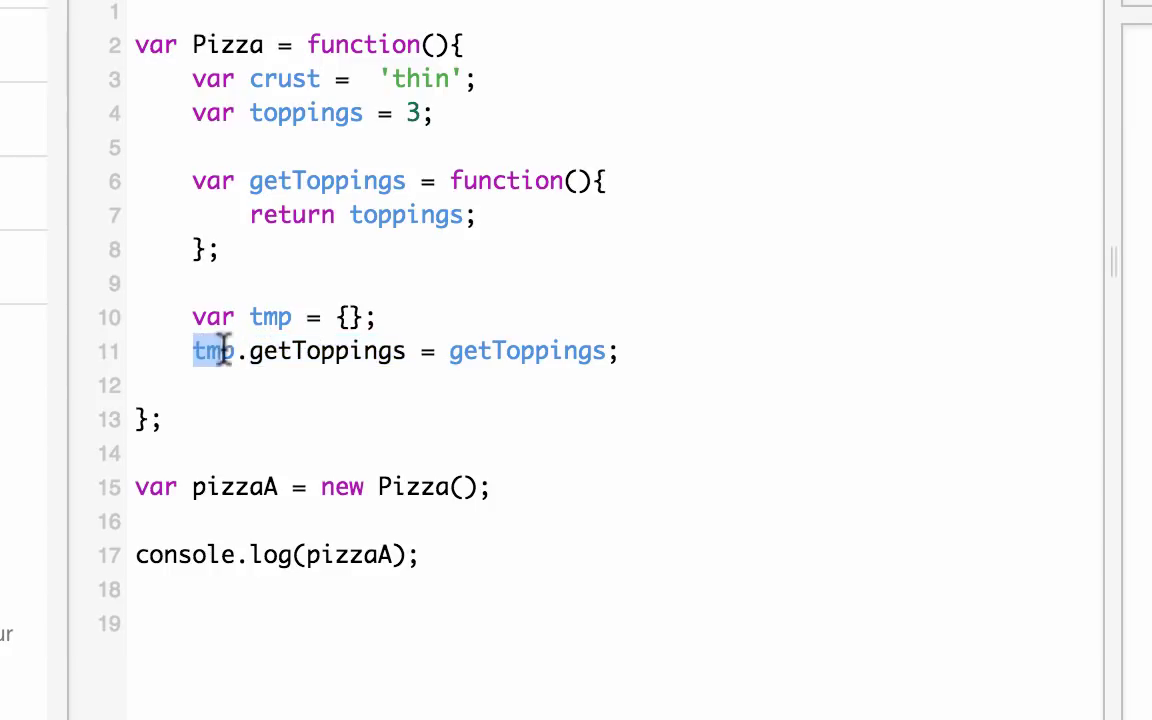 1
2 var Pizza = function(){
3     var crust =  'thin';
4     var toppings = 3;
5
6     var getToppings = function(){
7         return toppings;
8     };
9
10     var tmp = {};
11     tmp.getToppings = getToppings;
12
13 };
14
15 var pizzaA = new Pizza();
16
17 console.log(pizzaA);
18
19
ur